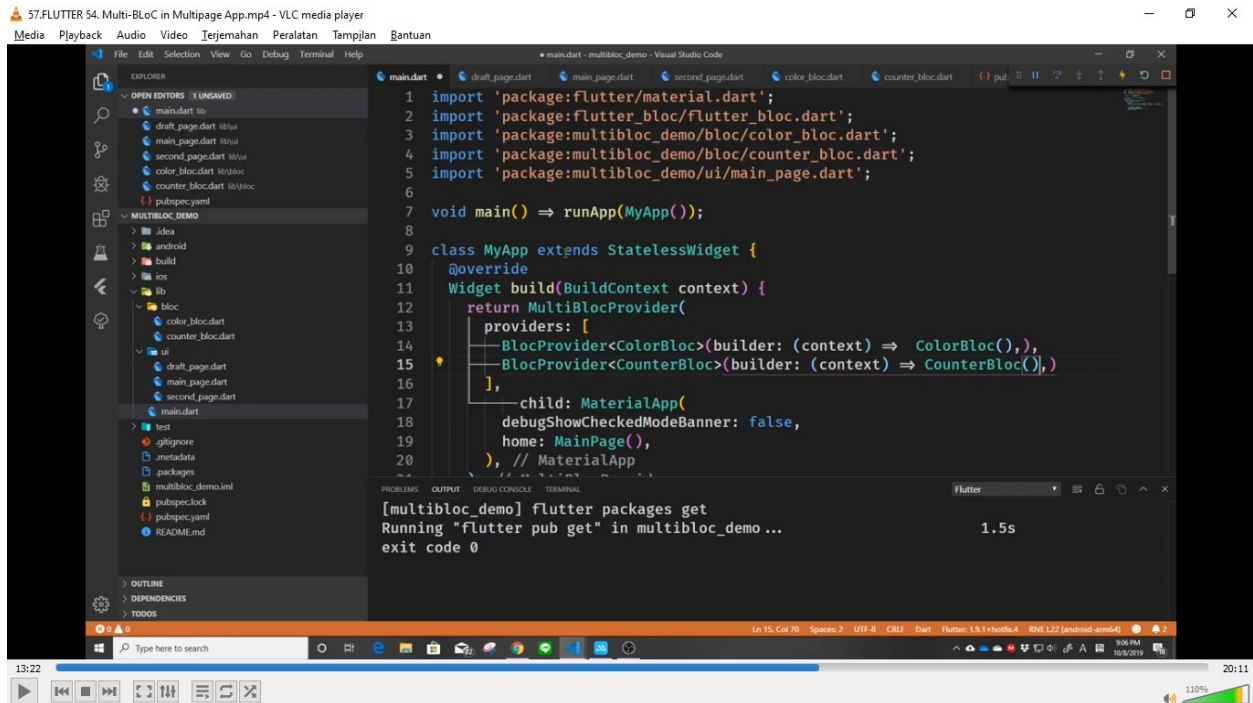 57.FLUTTER 54. Multi-BLoC in Multipage App.mp4 - VLC media player
Media Playback Audio Video Terjemahan Peralatan Tampilan Bantuan
File Edit Selection View Go Debug Terminal Help
● main.dart - multibloc_demo - Visual Studio Code
EXPLORER
OPEN EDITORS 1 UNSAVED
main.dart lib
draft_page.dart lib\ui
main_page.dart lib\ui
second_page.dart lib\ui
color_bloc.dart lib\bloc
counter_bloc.dart lib\bloc
pubspec.yaml
MULTIBLOC_DEMO
.idea
android
build
ios
lib
bloc
color_bloc.dart
counter_bloc.dart
ui
draft_page.dart
main_page.dart
second_page.dart
main.dart
test
.gitignore
.metadata
.packages
multibloc_demo.iml
pubspec.lock
pubspec.yaml
README.md
OUTLINE
DEPENDENCIES
TODOS
main.dart ● draft_page.dart main_page.dart second_page.dart color_bloc.dart counter_bloc.dart {} pub
1 import 'package:flutter/material.dart';
2 import 'package:flutter_bloc/flutter_bloc.dart';
3 import 'package:multibloc_demo/bloc/color_bloc.dart';
4 import 'package:multibloc_demo/bloc/counter_bloc.dart';
5 import 'package:multibloc_demo/ui/main_page.dart';
6
7 void main() ⇒ runApp(MyApp());
8
9 class MyApp extends StatelessWidget {
10 @override
11 Widget build(BuildContext context) {
12 return MultiBlocProvider(
13 providers: [
14 BlocProvider<ColorBloc>(builder: (context) ⇒ ColorBloc(),),
15 BlocProvider<CounterBloc>(builder: (context) ⇒ CounterBloc(),)
16 ],
17 child: MaterialApp(
18 debugShowCheckedModeBanner: false,
19 home: MainPage(),
20 ), // MaterialApp
PROBLEMS OUTPUT DEBUG CONSOLE TERMINAL
Flutter
[multibloc_demo] flutter packages get
Running "flutter pub get" in multibloc_demo... 1.5s
exit code 0
0 0
Ln 15, Col 70 Spaces: 2 UTF-8 CRLF Dart Flutter: 1.9.1+hotfix.4 RNE L22 (android-arm64) 2
Type here to search
9:06 PM
10/8/2019
13:22
20:11
110%